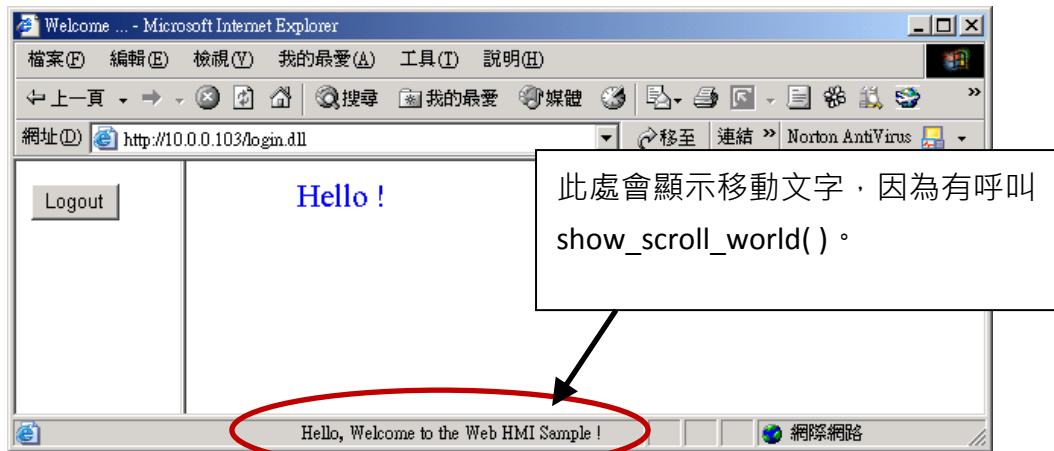 Welcome ... - Microsoft Internet Explorer
檔案(F) 編輯(E) 檢視(V) 我的最愛(A) 工具(T) 說明(H)
上一頁 搜尋 我的最愛 媒體 »
網址(D) http://10.0.0.103/login.dll 移至 連結 » Norton AntiVirus
Logout
Hello !
此處會顯示移動文字，因為有呼叫
show_scroll_world( )。
Hello, Welcome to the Web HMI Sample !
網際網路